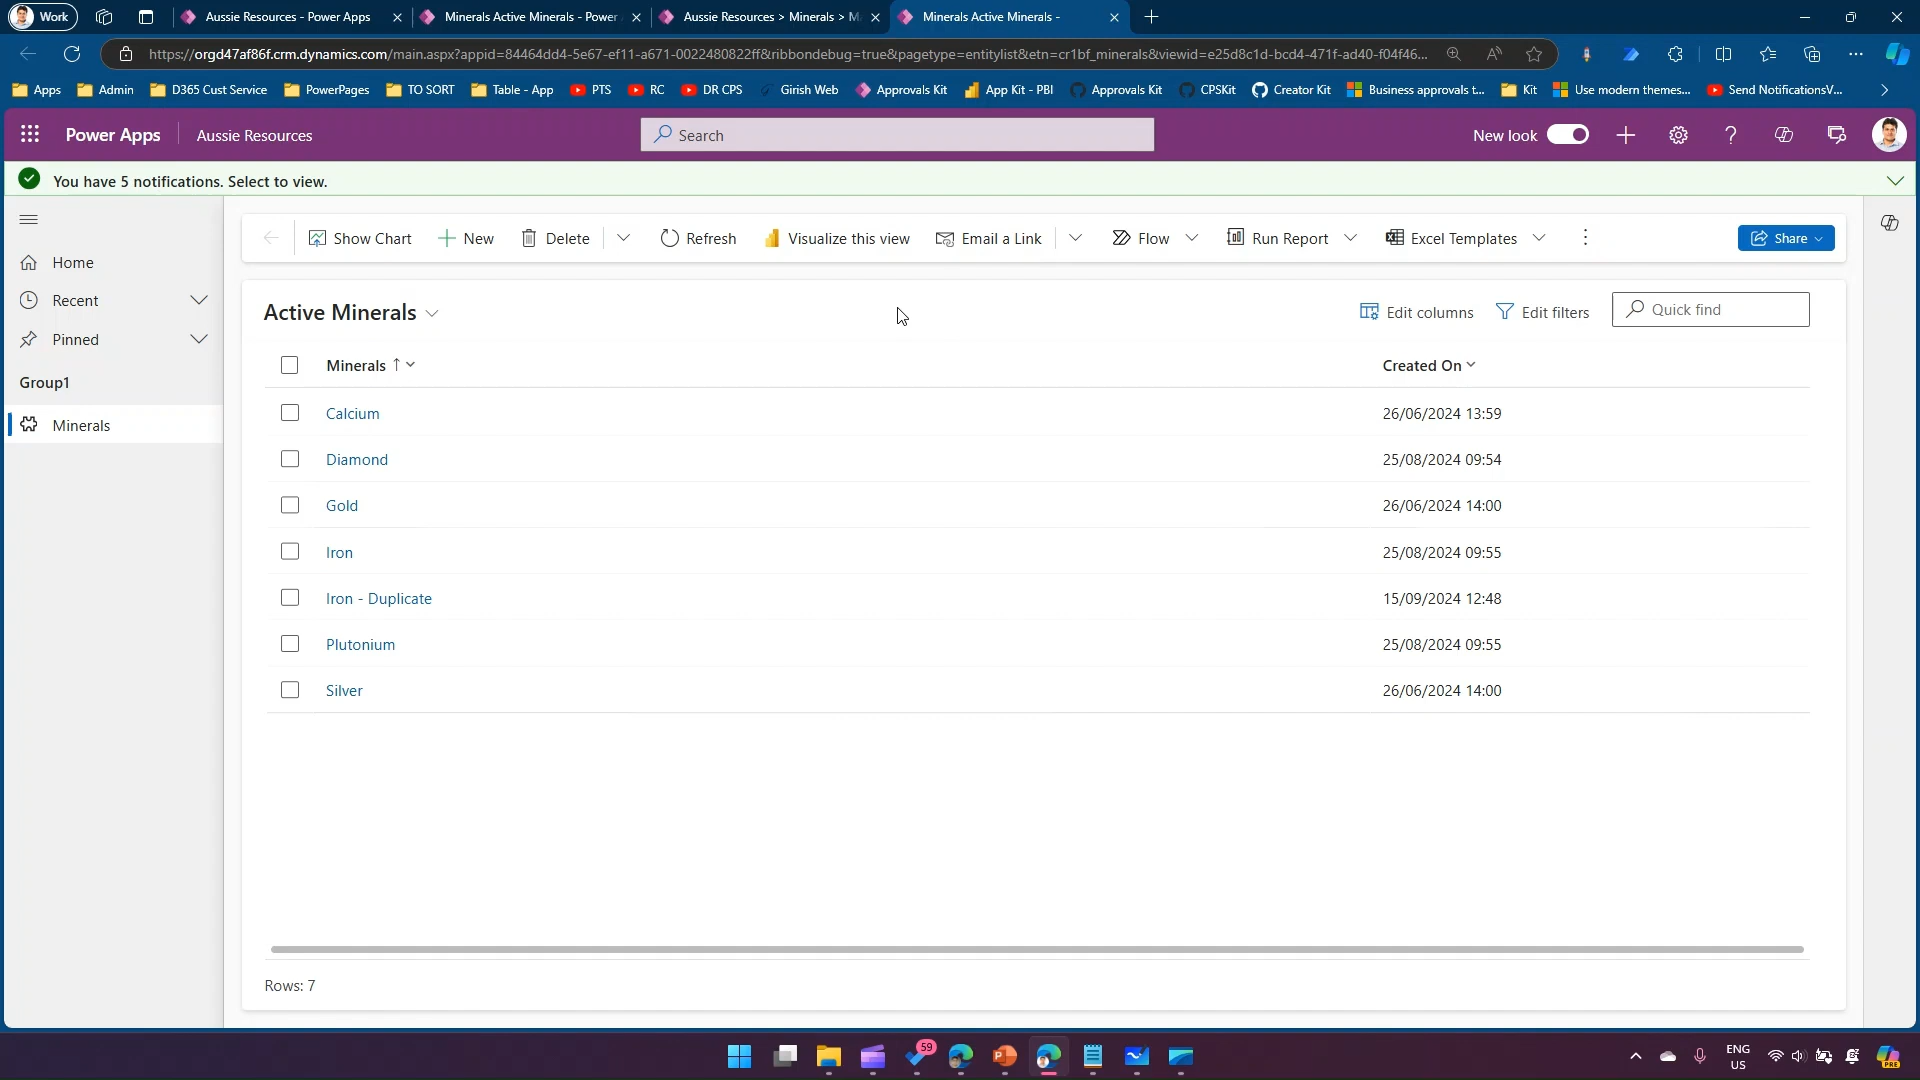 Work
Aussie Resources - Power Apps
Minerals Active Minerals - Power
Aussie Resources > Minerals > M
Minerals Active Minerals -
https://orgd47af86f.crm.dynamics.com/main.aspx?appid=84464dd4-5e67-ef11-a671-0022480822ff&ribbondebug=true&pagetype=entitylist&etn=cr1bf_minerals&viewid=e25d8c1d-bcd4-471f-ad40-f04f46...
Apps
Admin
D365 Cust Service
PowerPages
TO SORT
Table - App
PTS
RC
DR CPS
Girish Web
Approvals Kit
App Kit - PBI
Approvals Kit
CPSKit
Creator Kit
Business approvals t...
Kit
Use modern themes...
Send NotificationsV...
Power Apps
Aussie Resources
Search
New look
You have 5 notifications. Select to view.
Show Chart
New
Delete
Refresh
Visualize this view
Email a Link
Flow
Run Report
Excel Templates
Share
Home
Recent
Pinned
Group1
Minerals
Active Minerals
Edit columns
Edit filters
Quick find
Minerals
Created On
Calcium 26/06/2024 13:59
Diamond 25/08/2024 09:54
Gold 26/06/2024 14:00
Iron 25/08/2024 09:55
Iron - Duplicate 15/09/2024 12:48
Plutonium 25/08/2024 09:55
Silver 26/06/2024 14:00
Rows: 7
59
ENG
US
PRE